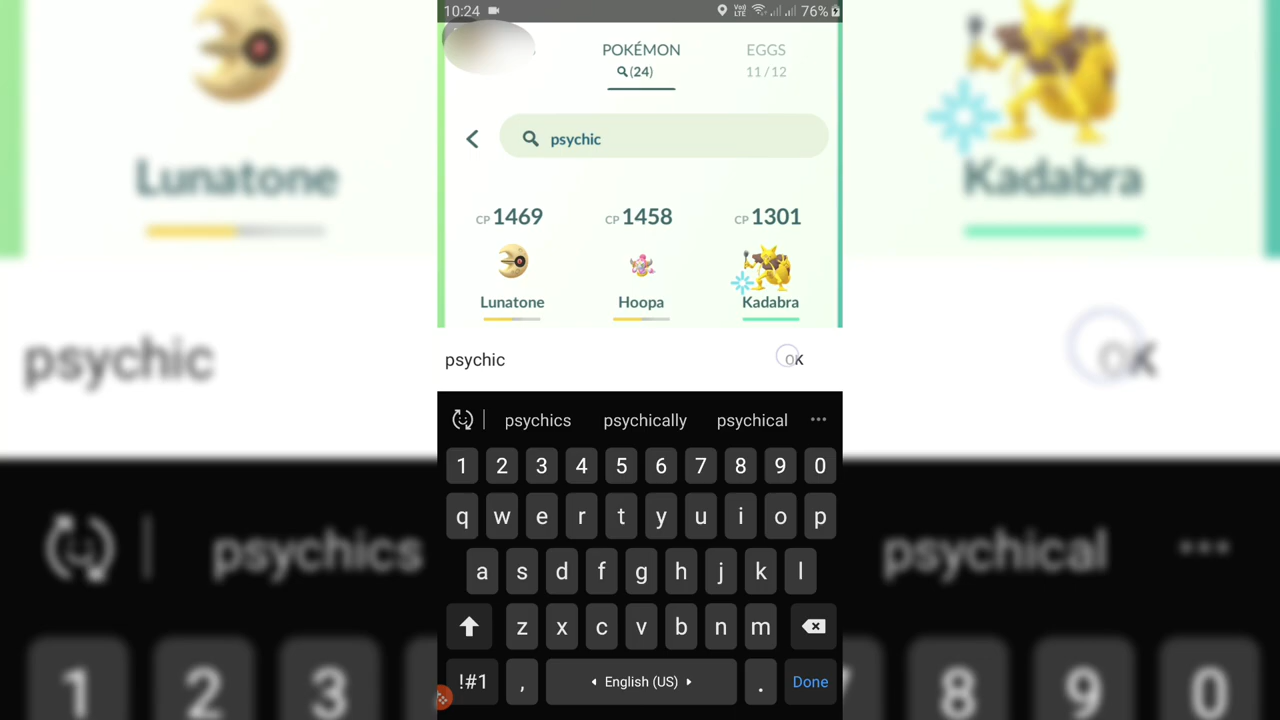 10:24 VoD LTE 76%
POKÉMON EGGS
(24) 11/12
psychic
CP 1469 CP 1458 CP 1301
Lunatone Hoopa Kadabra
psychic OK
psychics psychically psychical ...
1 2 3 4 5 6 7 8 9 0
q w e r t y u i o p
a s d f g h j k l
z x c v b n m
!#1 , English (US) . Done
Lunatone
Kadabra
psychic
OK
psychics
psychical
...
1 2 3
8 9 0